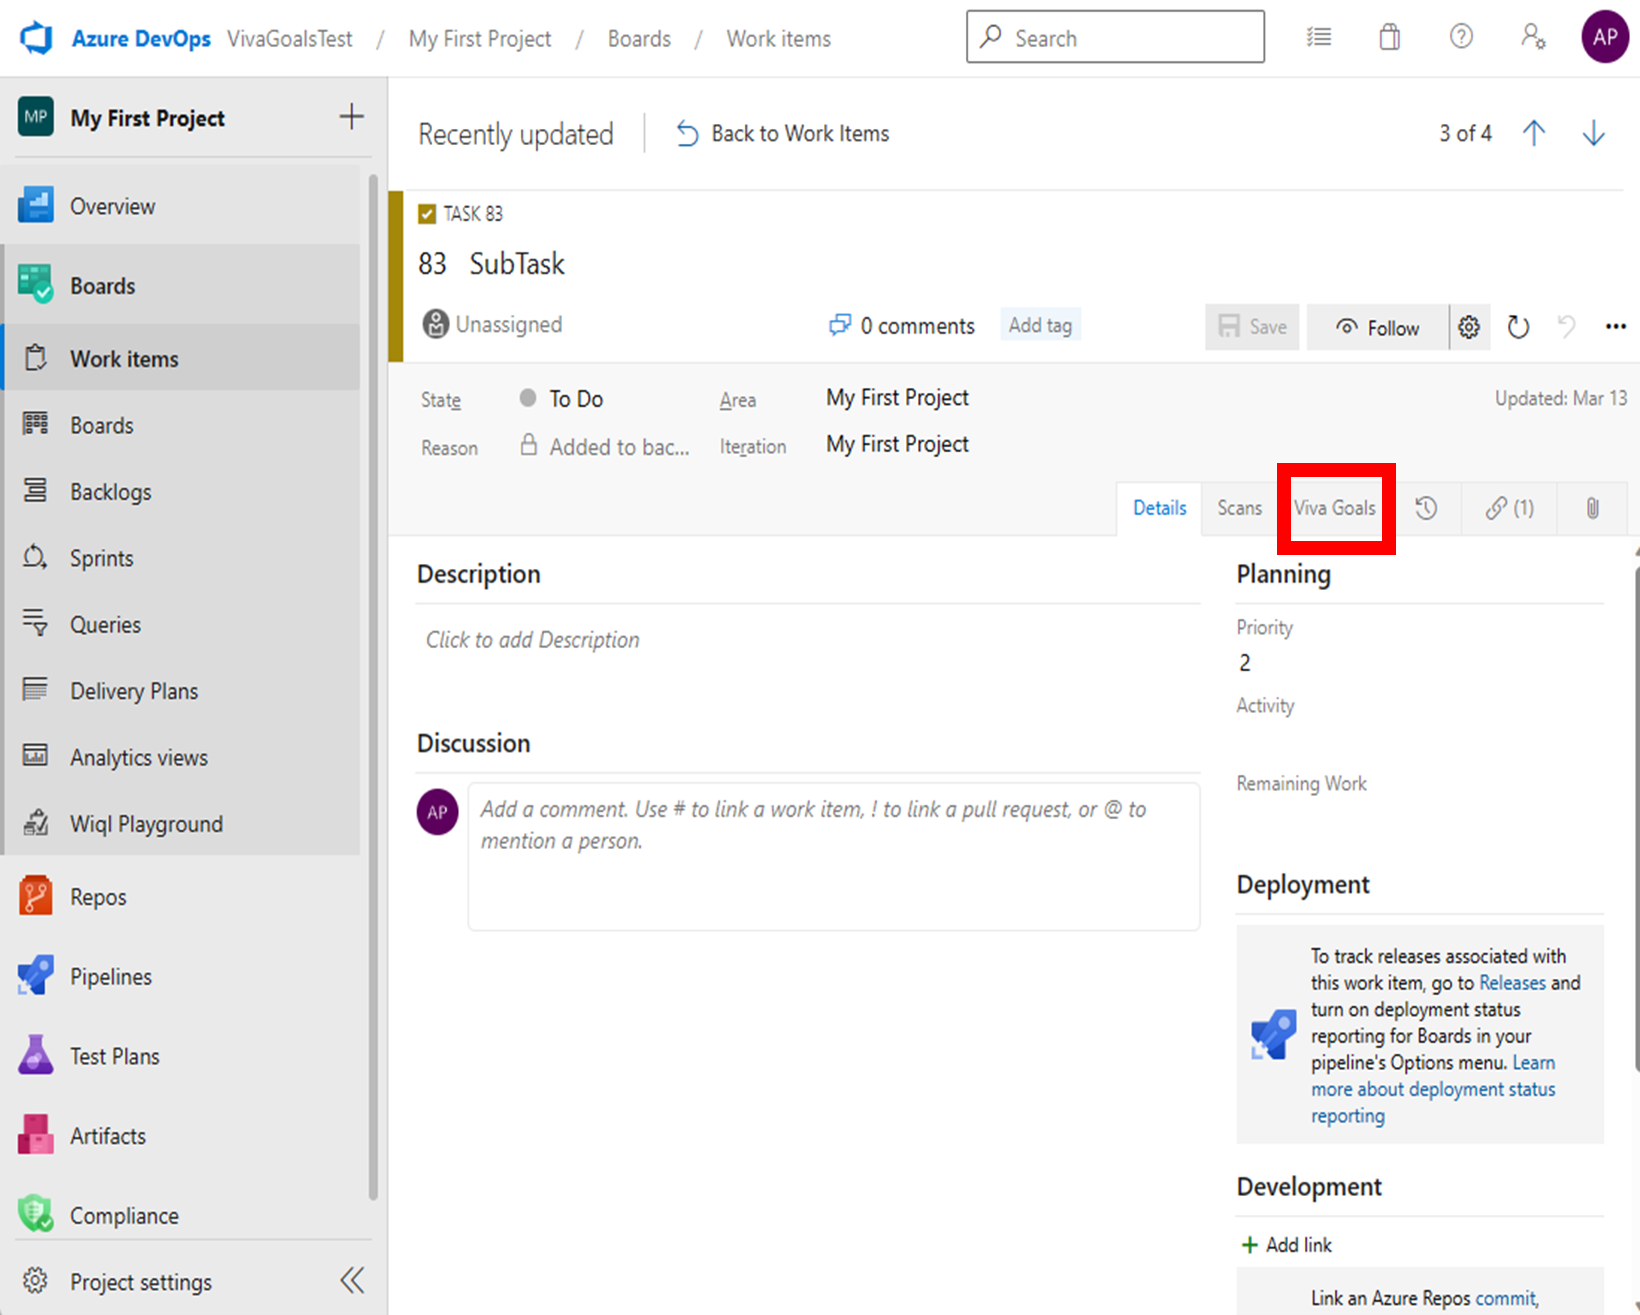 Azure DevOps VivaGoalsTest / My First Project / Boards / Work items
Search
AP
MP My First Project
Overview
Boards
Work items
Boards
Backlogs
Sprints
Queries
Delivery Plans
Analytics views
Wiql Playground
Repos
Pipelines
Test Plans
Artifacts
Compliance
Project settings
Recently updated
Back to Work Items
3 of 4
TASK 83
83 SubTask
Unassigned
0 comments
Add tag
Save
Follow
State To Do
Area My First Project
Updated: Mar 13
Reason Added to bac...
Iteration My First Project
Details
Scans
Viva Goals
(1)
Description
Click to add Description
Discussion
AP
Add a comment. Use # to link a work item, ! to link a pull request, or @ to
mention a person.
Planning
Priority
2
Activity
Remaining Work
Deployment
To track releases associated with
this work item, go to Releases and
turn on deployment status
reporting for Boards in your
pipeline's Options menu. Learn
more about deployment status
reporting
Development
+ Add link
Link an Azure Repos commit,